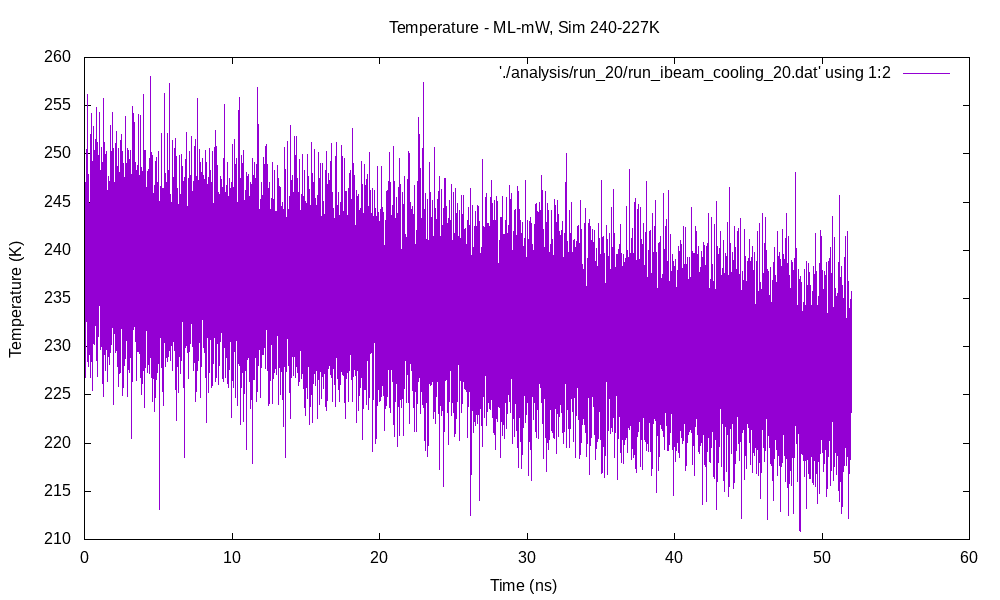 Temperature - ML-mW, Sim 240-227K
'./analysis/run_20/run_ibeam_cooling_20.dat' using 1:2
Temperature (K)
260
255
250
245
240
235
230
225
220
215
210
0 10 20 30 40 50 60
Time (ns)